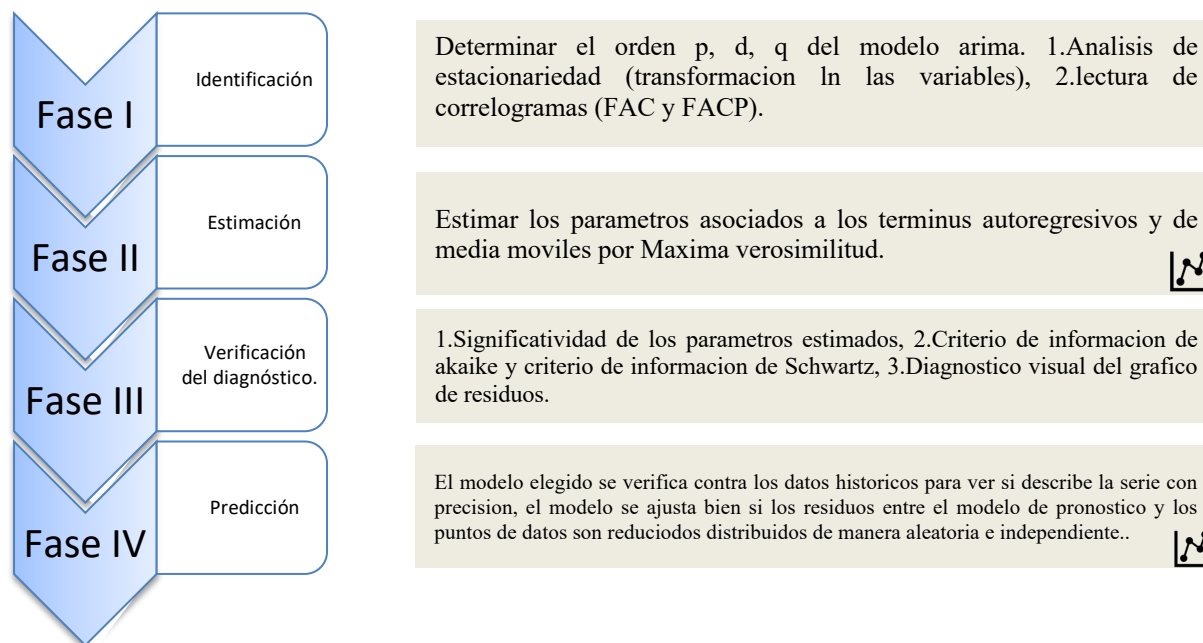 Fase I
Identificación
Determinar el orden p, d, q del modelo arima. 1.Analisis de
estacionariedad (transformacion ln las variables), 2.lectura de
correlogramas (FAC y FACP).
Fase II
Estimación
Estimar los parametros asociados a los terminus autoregresivos y de
media moviles por Maxima verosimilitud.
Fase III
Verificación
del diagnóstico.
1.Significatividad de los parametros estimados, 2.Criterio de informacion de
akaike y criterio de informacion de Schwartz, 3.Diagnostico visual del grafico
de residuos.
Fase IV
Predicción
El modelo elegido se verifica contra los datos historicos para ver si describe la serie con
precision, el modelo se ajusta bien si los residuos entre el modelo de pronostico y los
puntos de datos son reduciodos distribuidos de manera aleatoria e independiente..